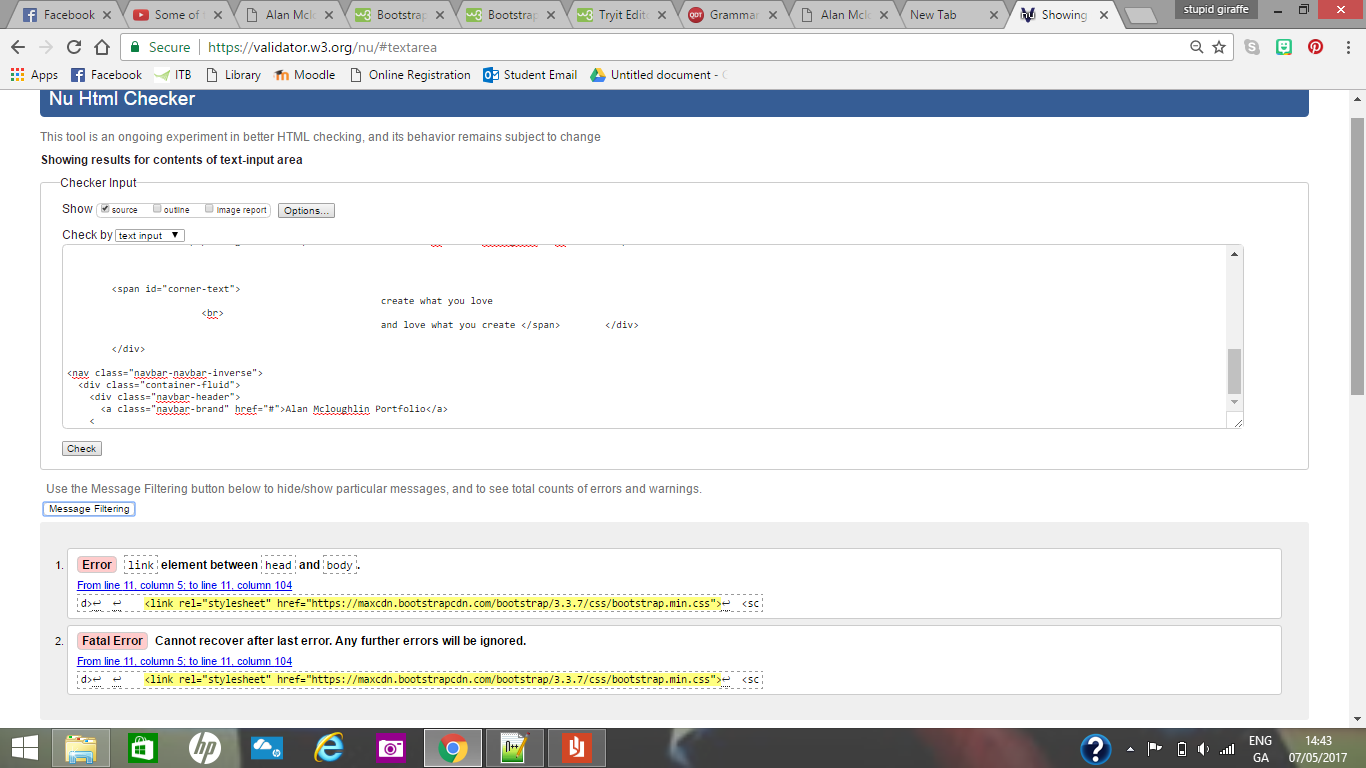 stupid giraffe
Facebook
Some of
Alan Mcl
Bootstrap
Bootstrap
Tryit Edit
Grammar
Alan Mclo
New Tab
Showing
Secure
https://validator.w3.org/nu/#textarea
Apps
Facebook
ITB
Library
Moodle
Online Registration
Student Email
Untitled document -
Nu Html Checker
This tool is an ongoing experiment in better HTML checking, and its behavior remains subject to change
Showing results for contents of text-input area
Checker Input
Show source outline image report Options...
Check by text input
<span id="corner-text">
create what you love
<br>
and love what you create </span> </div>
</div>
<nav class="navbar-navbar-inverse">
<div class="container-fluid">
<div class="navbar-header">
<a class="navbar-brand" href="#">Alan Mcloughlin Portfolio</a>
<
Check
Use the Message Filtering button below to hide/show particular messages, and to see total counts of errors and warnings.
Message Filtering
1. Error link element between head and body.
From line 11, column 5; to line 11, column 104
d>↩ ↩ <link rel="stylesheet" href="https://maxcdn.bootstrapcdn.com/bootstrap/3.3.7/css/bootstrap.min.css">↩ <sc
2. Fatal Error Cannot recover after last error. Any further errors will be ignored.
From line 11, column 5; to line 11, column 104
d>↩ ↩ <link rel="stylesheet" href="https://maxcdn.bootstrapcdn.com/bootstrap/3.3.7/css/bootstrap.min.css">↩ <sc
ENG
GA
14:43
07/05/2017